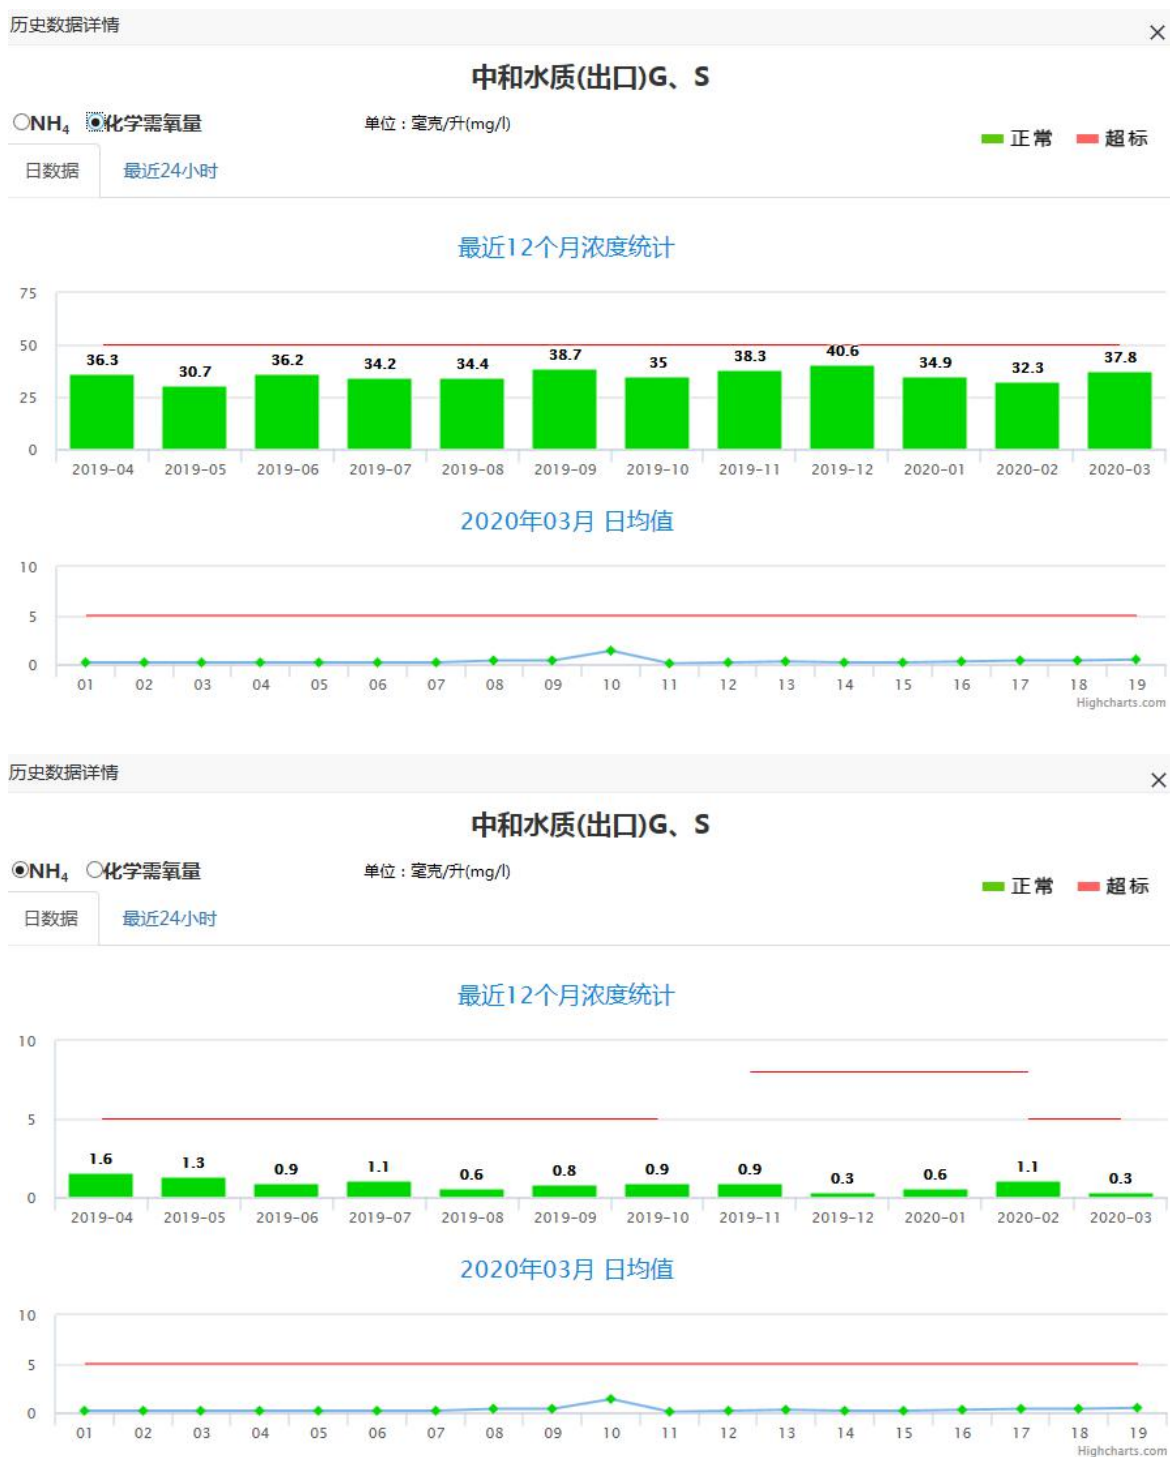 历史数据详情
×
中和水质(出口)G、S
NH4 化学需氧量 单位：毫克/升(mg/l)
正常 超标
日数据 最近24小时
最近12个月浓度统计
75
50
25
0
36.3 30.7 36.2 34.2 34.4 38.7 35 38.3 40.6 34.9 32.3 37.8
2019-04 2019-05 2019-06 2019-07 2019-08 2019-09 2019-10 2019-11 2019-12 2020-01 2020-02 2020-03
2020年03月 日均值
10
5
0
01 02 03 04 05 06 07 08 09 10 11 12 13 14 15 16 17 18 19
Highcharts.com
历史数据详情
×
中和水质(出口)G、S
NH4 化学需氧量 单位：毫克/升(mg/l)
正常 超标
日数据 最近24小时
最近12个月浓度统计
10
5
0
1.6 1.3 0.9 1.1 0.6 0.8 0.9 0.9 0.3 0.6 1.1 0.3
2019-04 2019-05 2019-06 2019-07 2019-08 2019-09 2019-10 2019-11 2019-12 2020-01 2020-02 2020-03
2020年03月 日均值
10
5
0
01 02 03 04 05 06 07 08 09 10 11 12 13 14 15 16 17 18 19
Highcharts.com